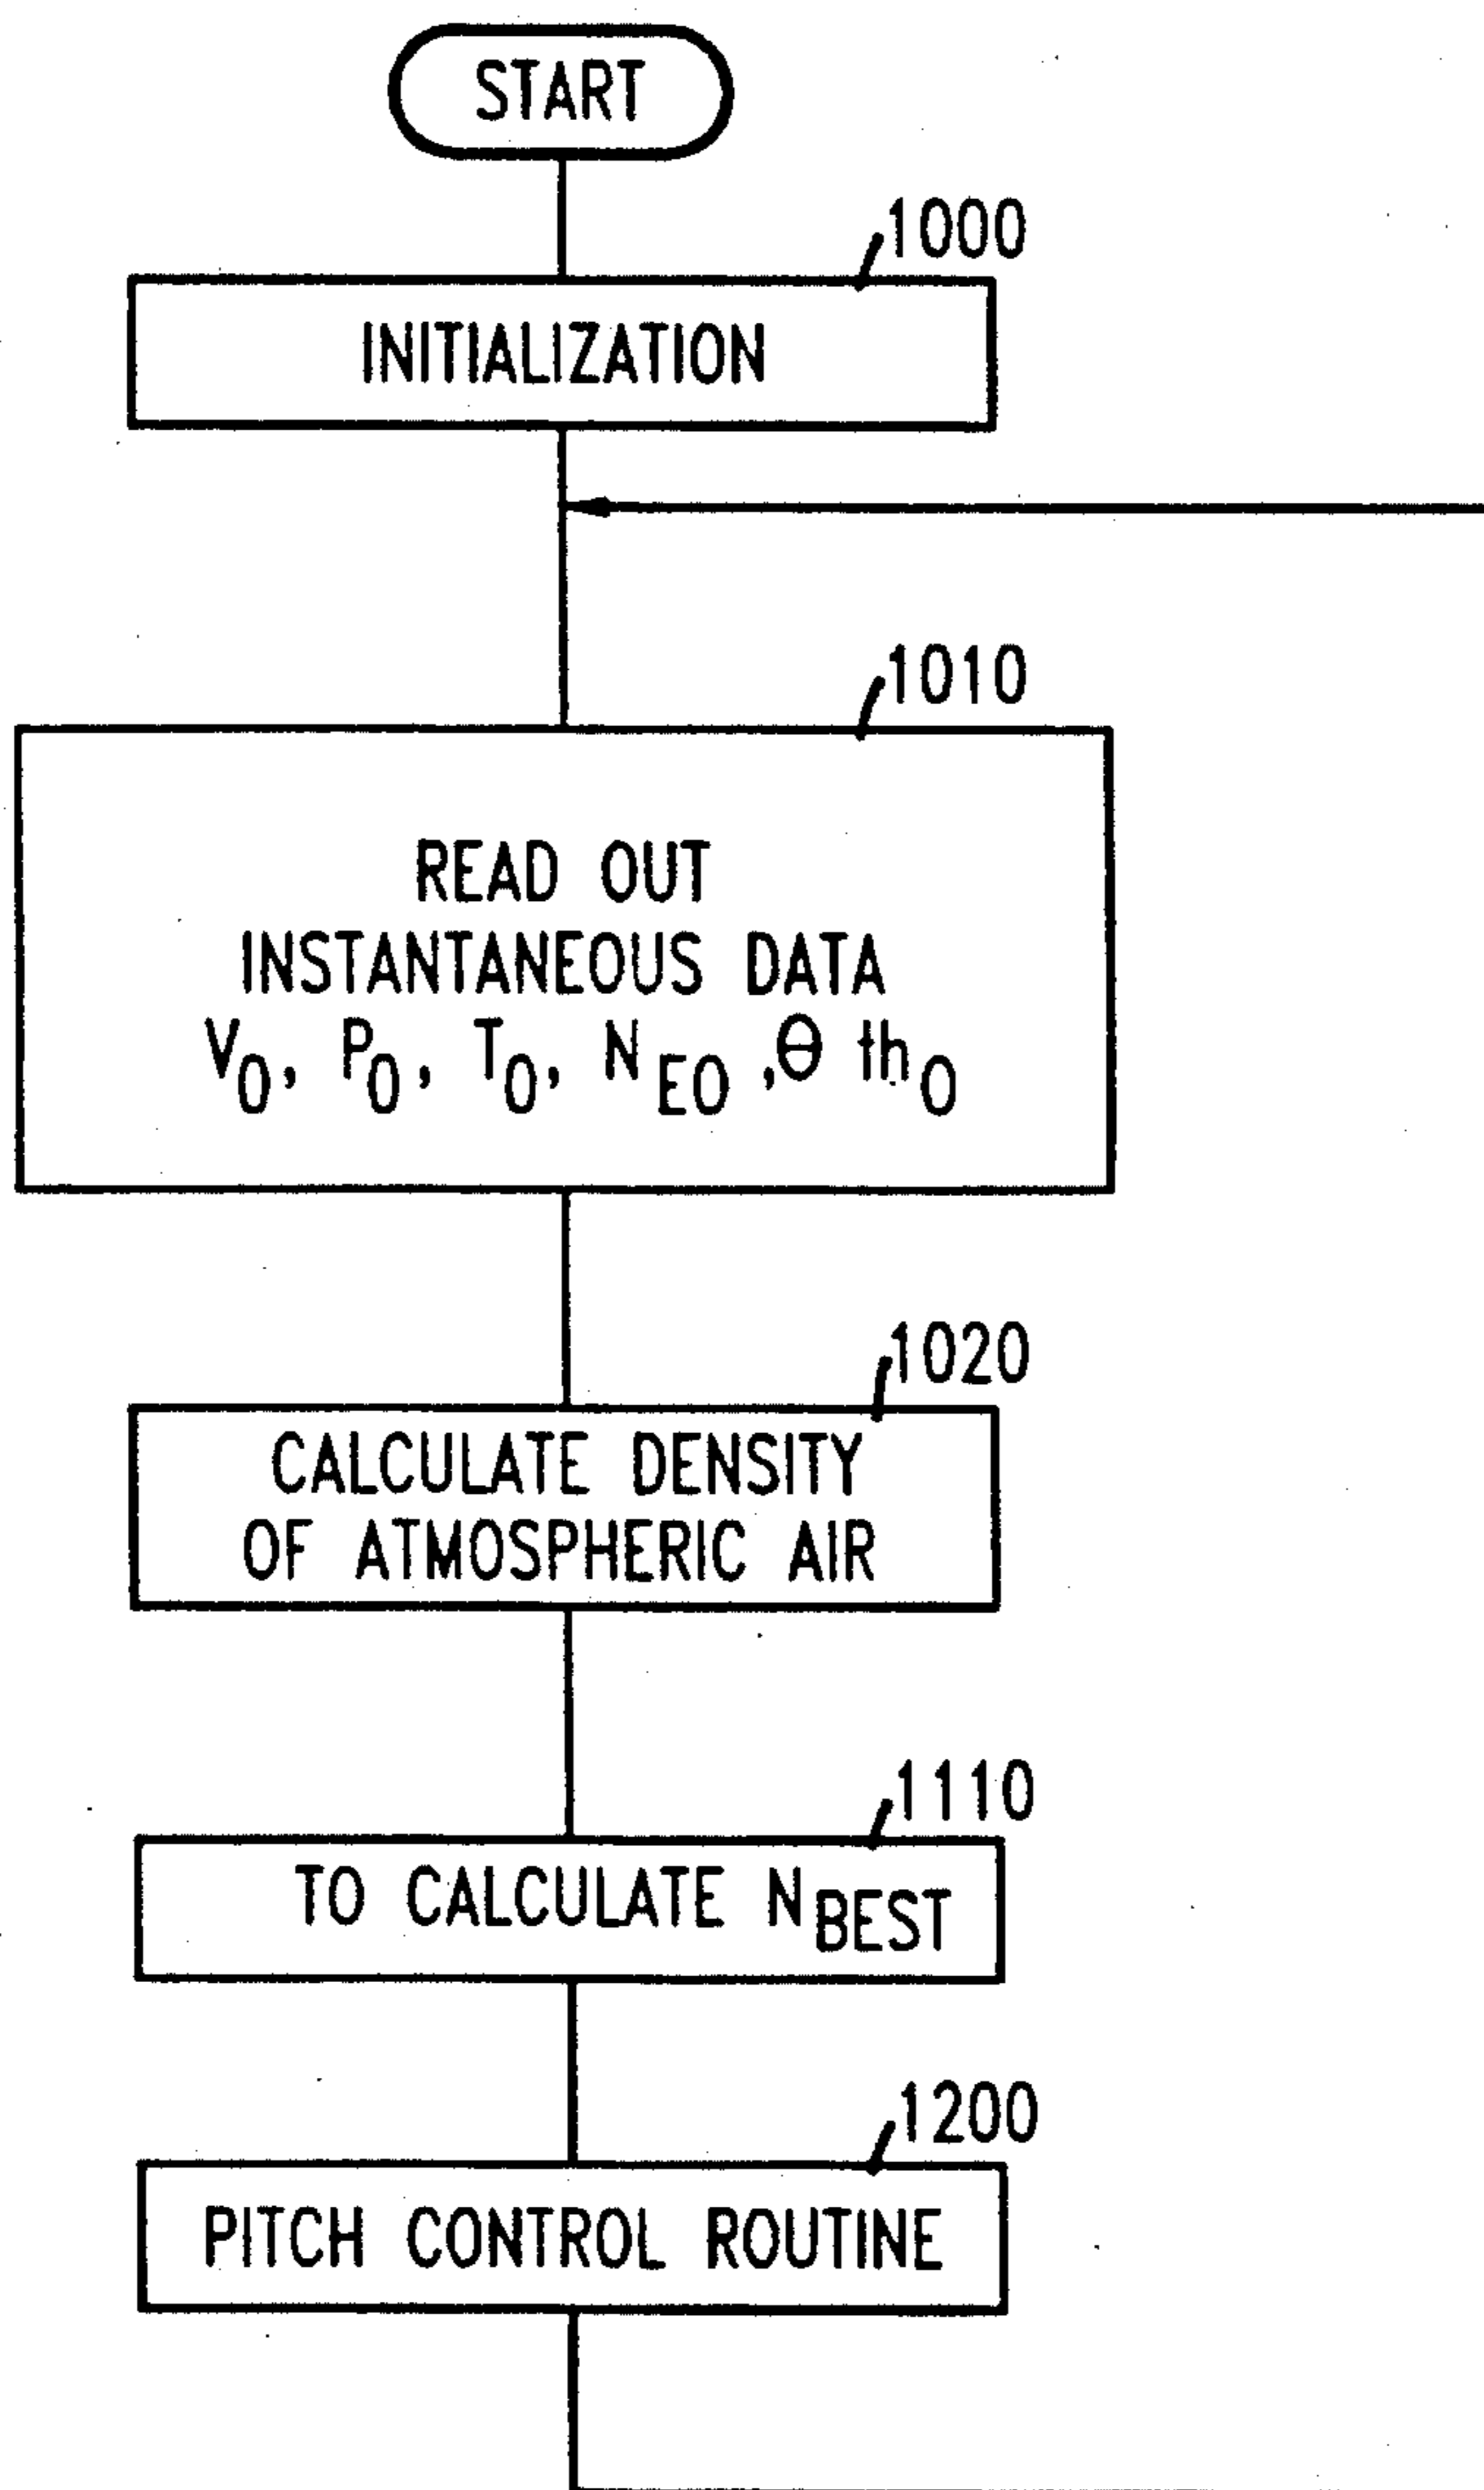 START
1000
INITIALIZATION
1010
READ OUT
INSTANTANEOUS DATA
V0, P0, T0, NEO, θ th0
1020
CALCULATE DENSITY
OF ATMOSPHERIC AIR
1110
TO CALCULATE NBEST
1200
PITCH CONTROL ROUTINE